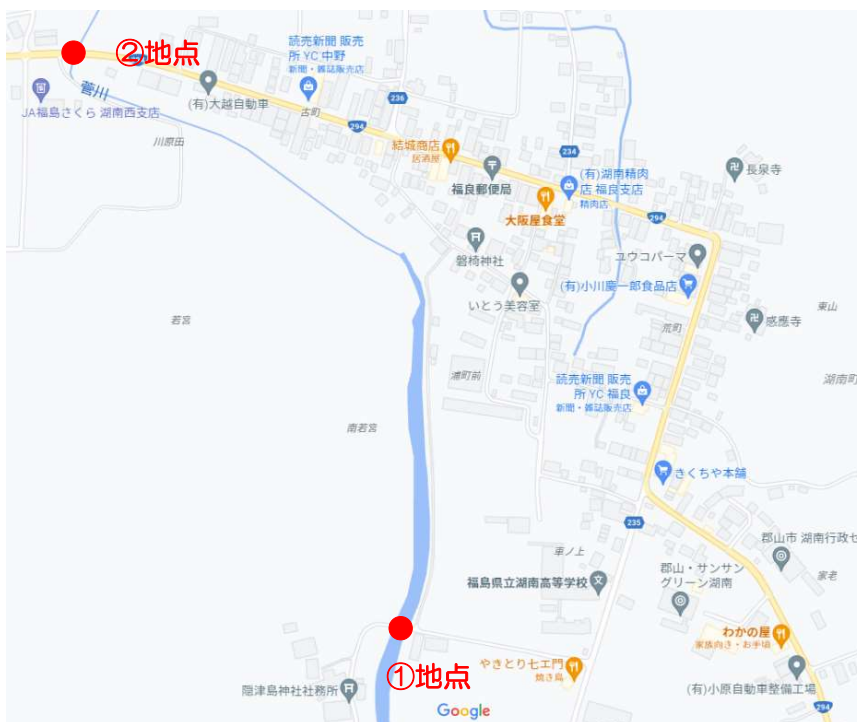 ②地点
読売新聞 販売
所 YC 中野
新聞・雑誌販売店
JA福島さくら 湖南西支店
菅川
(有)大越自動車
古町
236
294
川原田
結城商店
居酒屋
234
福良郵便局
(有)湖南精肉
店 福良支店
精肉店
長泉寺
大阪屋食堂
294
磐椅神社
ユウコパーマ
いとう美容室
(有)小川慶一郎食品店
若宮
荒町
感應寺
東山
浦町前
読売新聞 販売
所 YC 福良
新聞・雑誌販売店
湖南町
南若宮
きくちや本舗
235
車ノ上
郡山市 湖南行政セ
福島県立湖南高等学校
郡山・サンサン
グリーン湖南
家老
わかの屋
家族向き・お手頃
①地点
やきとり七エ門
焼き鳥
隠津島神社社務所
(有)小原自動車整備工場
294
Google